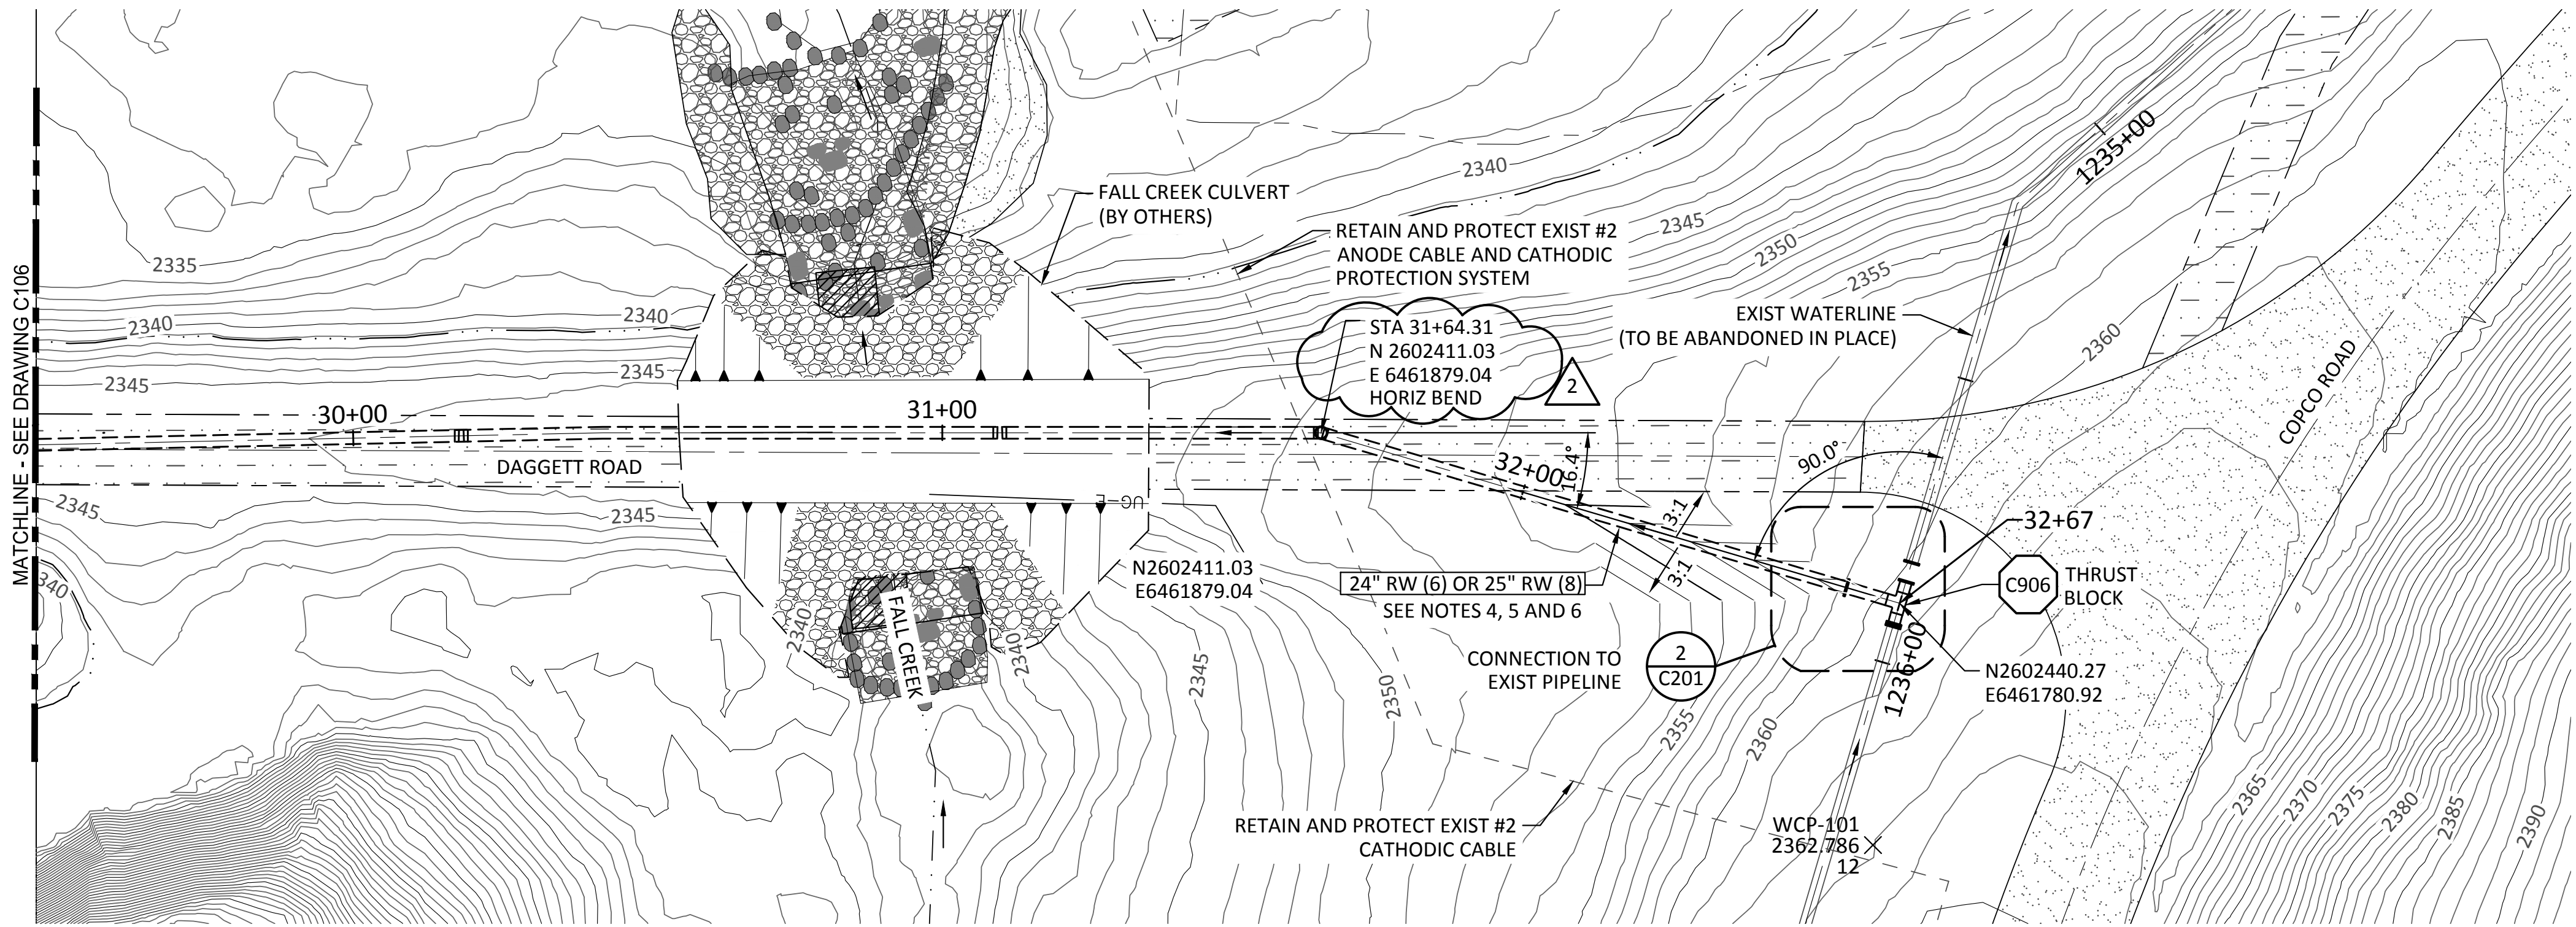 MATCHLINE - SEE DRAWING C106
2335
2340
2340
2345
2345
30+00
31+00
DAGGETT ROAD
2345
2345
2340
FALL CREEK CULVERT
(BY OTHERS)
2340
RETAIN AND PROTECT EXIST #2
ANODE CABLE AND CATHODIC
PROTECTION SYSTEM
2345
2350
2355
1235+00
STA 31+64.31
N 2602411.03
E 6461879.04
HORIZ BEND
2
EXIST WATERLINE
(TO BE ABANDONED IN PLACE)
2360
COPCO ROAD
32+00
16.4°
90.0°
3:1
3:1
32+67
N2602411.03
E6461879.04
24" RW (6) OR 25" RW (8)
SEE NOTES 4, 5 AND 6
C906
THRUST
BLOCK
FALL CREEK
2340
2340
2345
2350
CONNECTION TO
EXIST PIPELINE
2
C201
1236+00
N2602440.27
E6461780.92
2355
2360
RETAIN AND PROTECT EXIST #2
CATHODIC CABLE
WCP-101
2362.786
12
2365
2370
2375
2380
2385
2390